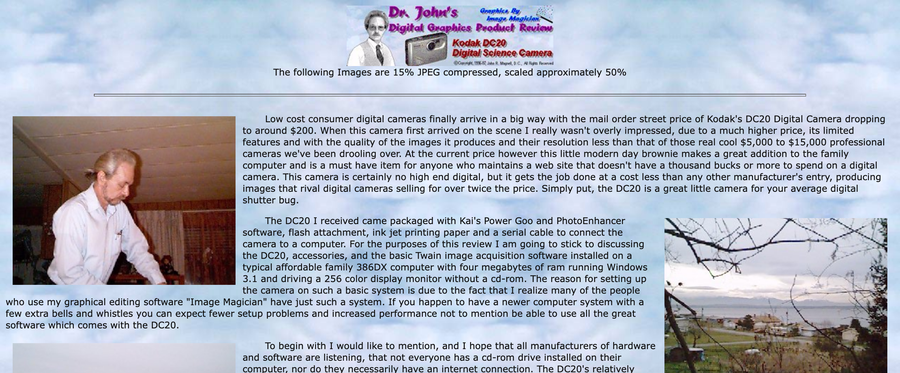 Dr. John's
Graphics By
Image Magician
Digital Graphics Product Review
Kodak DC20
Digital Science Camera
The following Images are 15% JPEG compressed, scaled approximately 50%
Low cost consumer digital cameras finally arrive in a big way with the mail order street price of Kodak's DC20 Digital Camera dropping
to around $200. When this camera first arrived on the scene I really wasn't overly impressed, due to a much higher price, its limited
features and with the quality of the images it produces and their resolution less than that of those real cool $5,000 to $15,000 professional
cameras we've been drooling over. At the current price however this little modern day brownie makes a great addition to the family
computer and is a must have item for anyone who maintains a web site that doesn't have a thousand bucks or more to spend on a digital
camera. This camera is certainly no high end digital, but it gets the job done at a cost less than any other manufacturer's entry, producing
images that rival digital cameras selling for over twice the price. Simply put, the DC20 is a great little camera for your average digital
shutter bug.
The DC20 I received came packaged with Kai's Power Goo and PhotoEnhancer
software, flash attachment, ink jet printing paper and a serial cable to connect the
camera to a computer. For the purposes of this review I am going to stick to discussing
the DC20, accessories, and the basic Twain image acquisition software installed on a
typical affordable family 386DX computer with four megabytes of ram running Windows
3.1 and driving a 256 color display monitor without a cd-rom. The reason for setting up
the camera on such a basic system is due to the fact that I realize many of the people
who use my graphical editing software "Image Magician" have just such a system. If you happen to have a newer computer system with a
few extra bells and whistles you can expect fewer setup problems and increased performance not to mention be able to use all the great
software which comes with the DC20.
To begin with I would like to mention, and I hope that all manufacturers of hardware
and software are listening, that not everyone has a cd-rom drive installed on their
computer, nor do they necessarily have an internet connection. The DC20's relatively